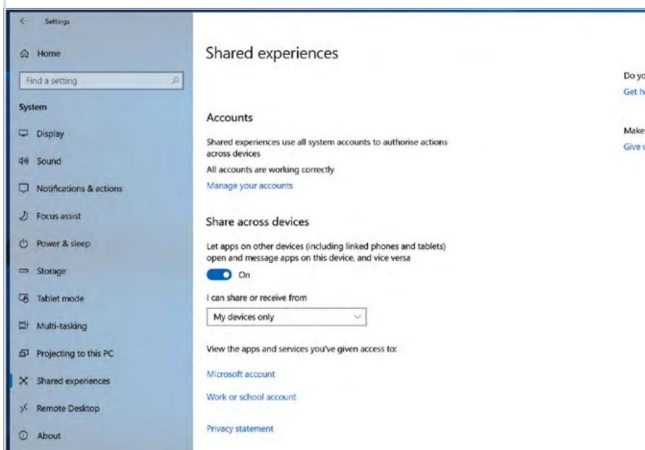 Settings
Home
Find a setting
System
Display
Sound
Notifications & actions
Focus assist
Power & sleep
Storage
Tablet mode
Multi-tasking
Projecting to this PC
Shared experiences
Remote Desktop
About
Shared experiences
Accounts
Shared experiences use all system accounts to authorise actions
across devices
All accounts are working correctly
Manage your accounts
Share across devices
Let apps on other devices (including linked phones and tablets)
open and message apps on this device, and vice versa
On
I can share or receive from
My devices only
View the apps and services you've given access to:
Microsoft account
Work or school account
Privacy statement
Do
Get
Make
Give